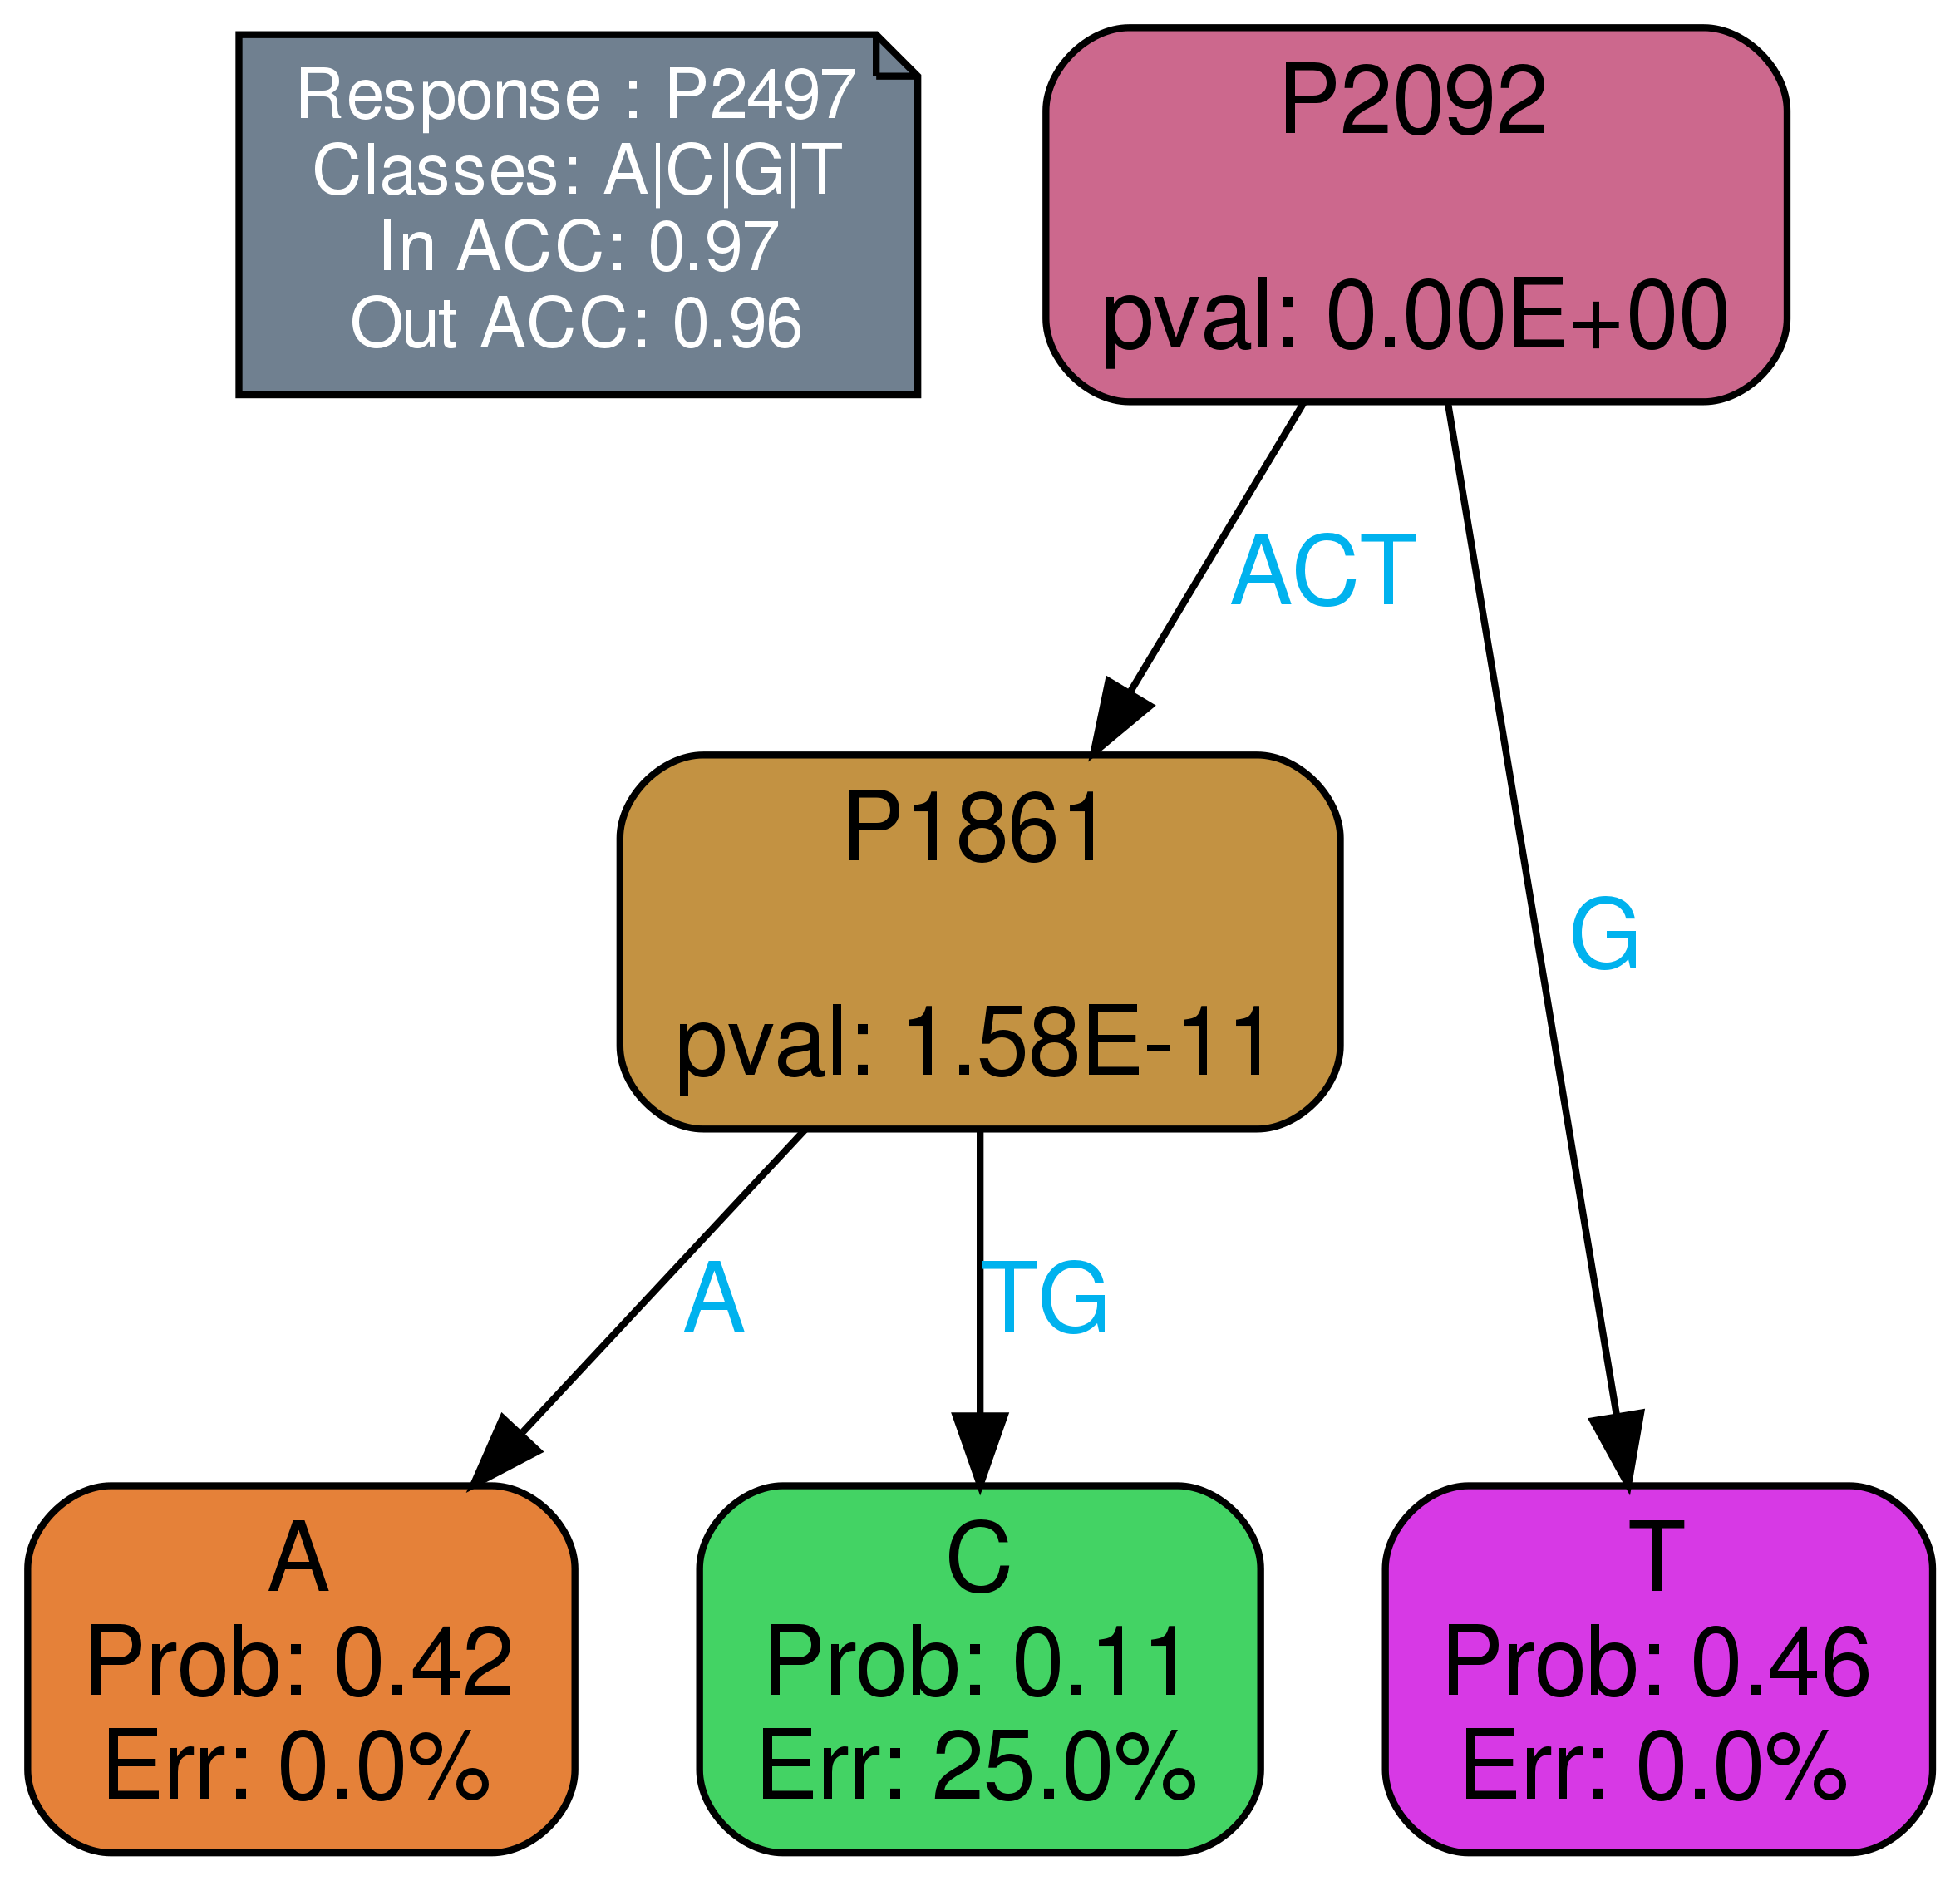 Response : P2497
Classes: A|C|G|T
In ACC: 0.97
Out ACC: 0.96
P2092
pval: 0.00E+00
ACT
P1861
pval: 1.58E-11
G
A
TG
A
Prob: 0.42
Err: 0.0%
C
Prob: 0.11
Err: 25.0%
T
Prob: 0.46
Err: 0.0%